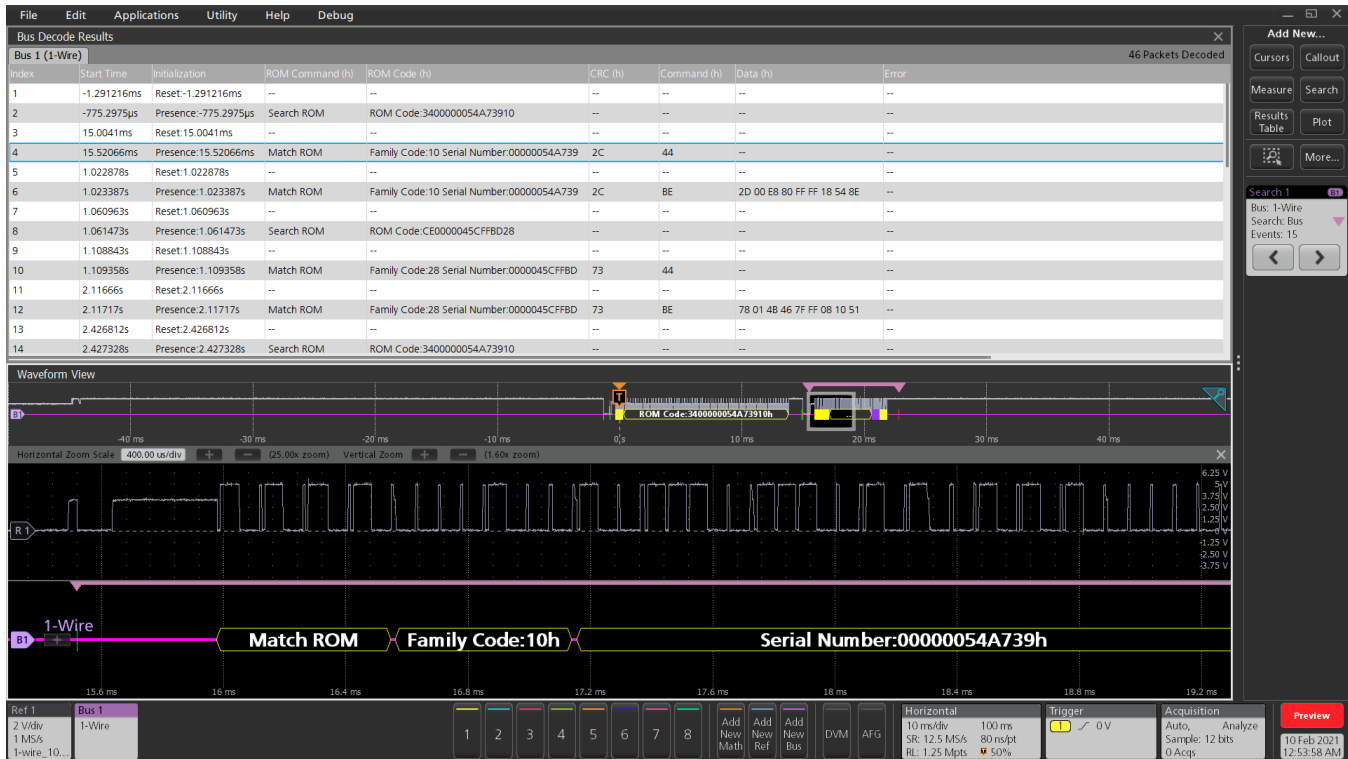 File Edit Applications Utility Help Debug
Bus Decode Results
Bus 1 (1-Wire) 46 Packets Decoded
Index Start Time Initialization ROM Command (h) ROM Code (h) CRC (h) Command (h) Data (h) Error
1 -1.291216ms Reset:-1.291216ms -- -- -- -- -- --
2 -775.2975µs Presence:-775.2975µs Search ROM ROM Code:3400000054A73910 -- -- -- --
3 15.0041ms Reset:15.0041ms -- -- -- -- -- --
4 15.52066ms Presence:15.52066ms Match ROM Family Code:10 Serial Number:00000054A739 2C 44 -- --
5 1.022878s Reset:1.022878s -- -- -- -- -- --
6 1.023387s Presence:1.023387s Match ROM Family Code:10 Serial Number:00000054A739 2C BE 2D 00 E8 80 FF FF 18 54 8E --
7 1.060963s Reset:1.060963s -- -- -- -- -- --
8 1.061473s Presence:1.061473s Search ROM ROM Code:CE0000045CFFBD28 -- -- -- --
9 1.108843s Reset:1.108843s -- -- -- -- -- --
10 1.109358s Presence:1.109358s Match ROM Family Code:28 Serial Number:0000045CFFBD 73 44 -- --
11 2.11666s Reset:2.11666s -- -- -- -- -- --
12 2.11717s Presence:2.11717s Match ROM Family Code:28 Serial Number:0000045CFFBD 73 BE 78 01 4B 46 7F FF 08 10 51 --
13 2.426812s Reset:2.426812s -- -- -- -- -- --
14 2.427328s Presence:2.427328s Search ROM ROM Code:3400000054A73910 -- -- -- --
Waveform View
T
B1 ROM Code:3400000054A73910h ...
-40 ms -30 ms -20 ms -10 ms 0 s 10 ms 20 ms 30 ms 40 ms
Horizontal Zoom Scale 400.00 us/div + − (25.00x zoom) Vertical Zoom + − (1.60x zoom)
6.25 V
5 V
3.75 V
2.50 V
1.25 V
R 1 0 V
-1.25 V
-2.50 V
-3.75 V
1-Wire
B1 + Match ROM Family Code:10h Serial Number:00000054A739h
15.6 ms 16 ms 16.4 ms 16.8 ms 17.2 ms 17.6 ms 18 ms 18.4 ms 18.8 ms 19.2 ms
Add New...
Cursors Callout
Measure Search
Results Table Plot
More...
Search 1 B1
Bus: 1-Wire
Search: Bus
Events: 15
Ref 1
2 V/div
1 MS/s
1-wire_10...
Bus 1
1-Wire
1 2 3 4 5 6 7 8
Add New Math
Add New Ref
Add New Bus
DVM AFG
Horizontal
10 ms/div 100 ms
SR: 12.5 MS/s 80 ns/pt
RL: 1.25 Mpts 50%
Trigger
1 0 V
Acquisition
Auto, Analyze
Sample: 12 bits
0 Acqs
Preview
10 Feb 2021
12:53:58 AM